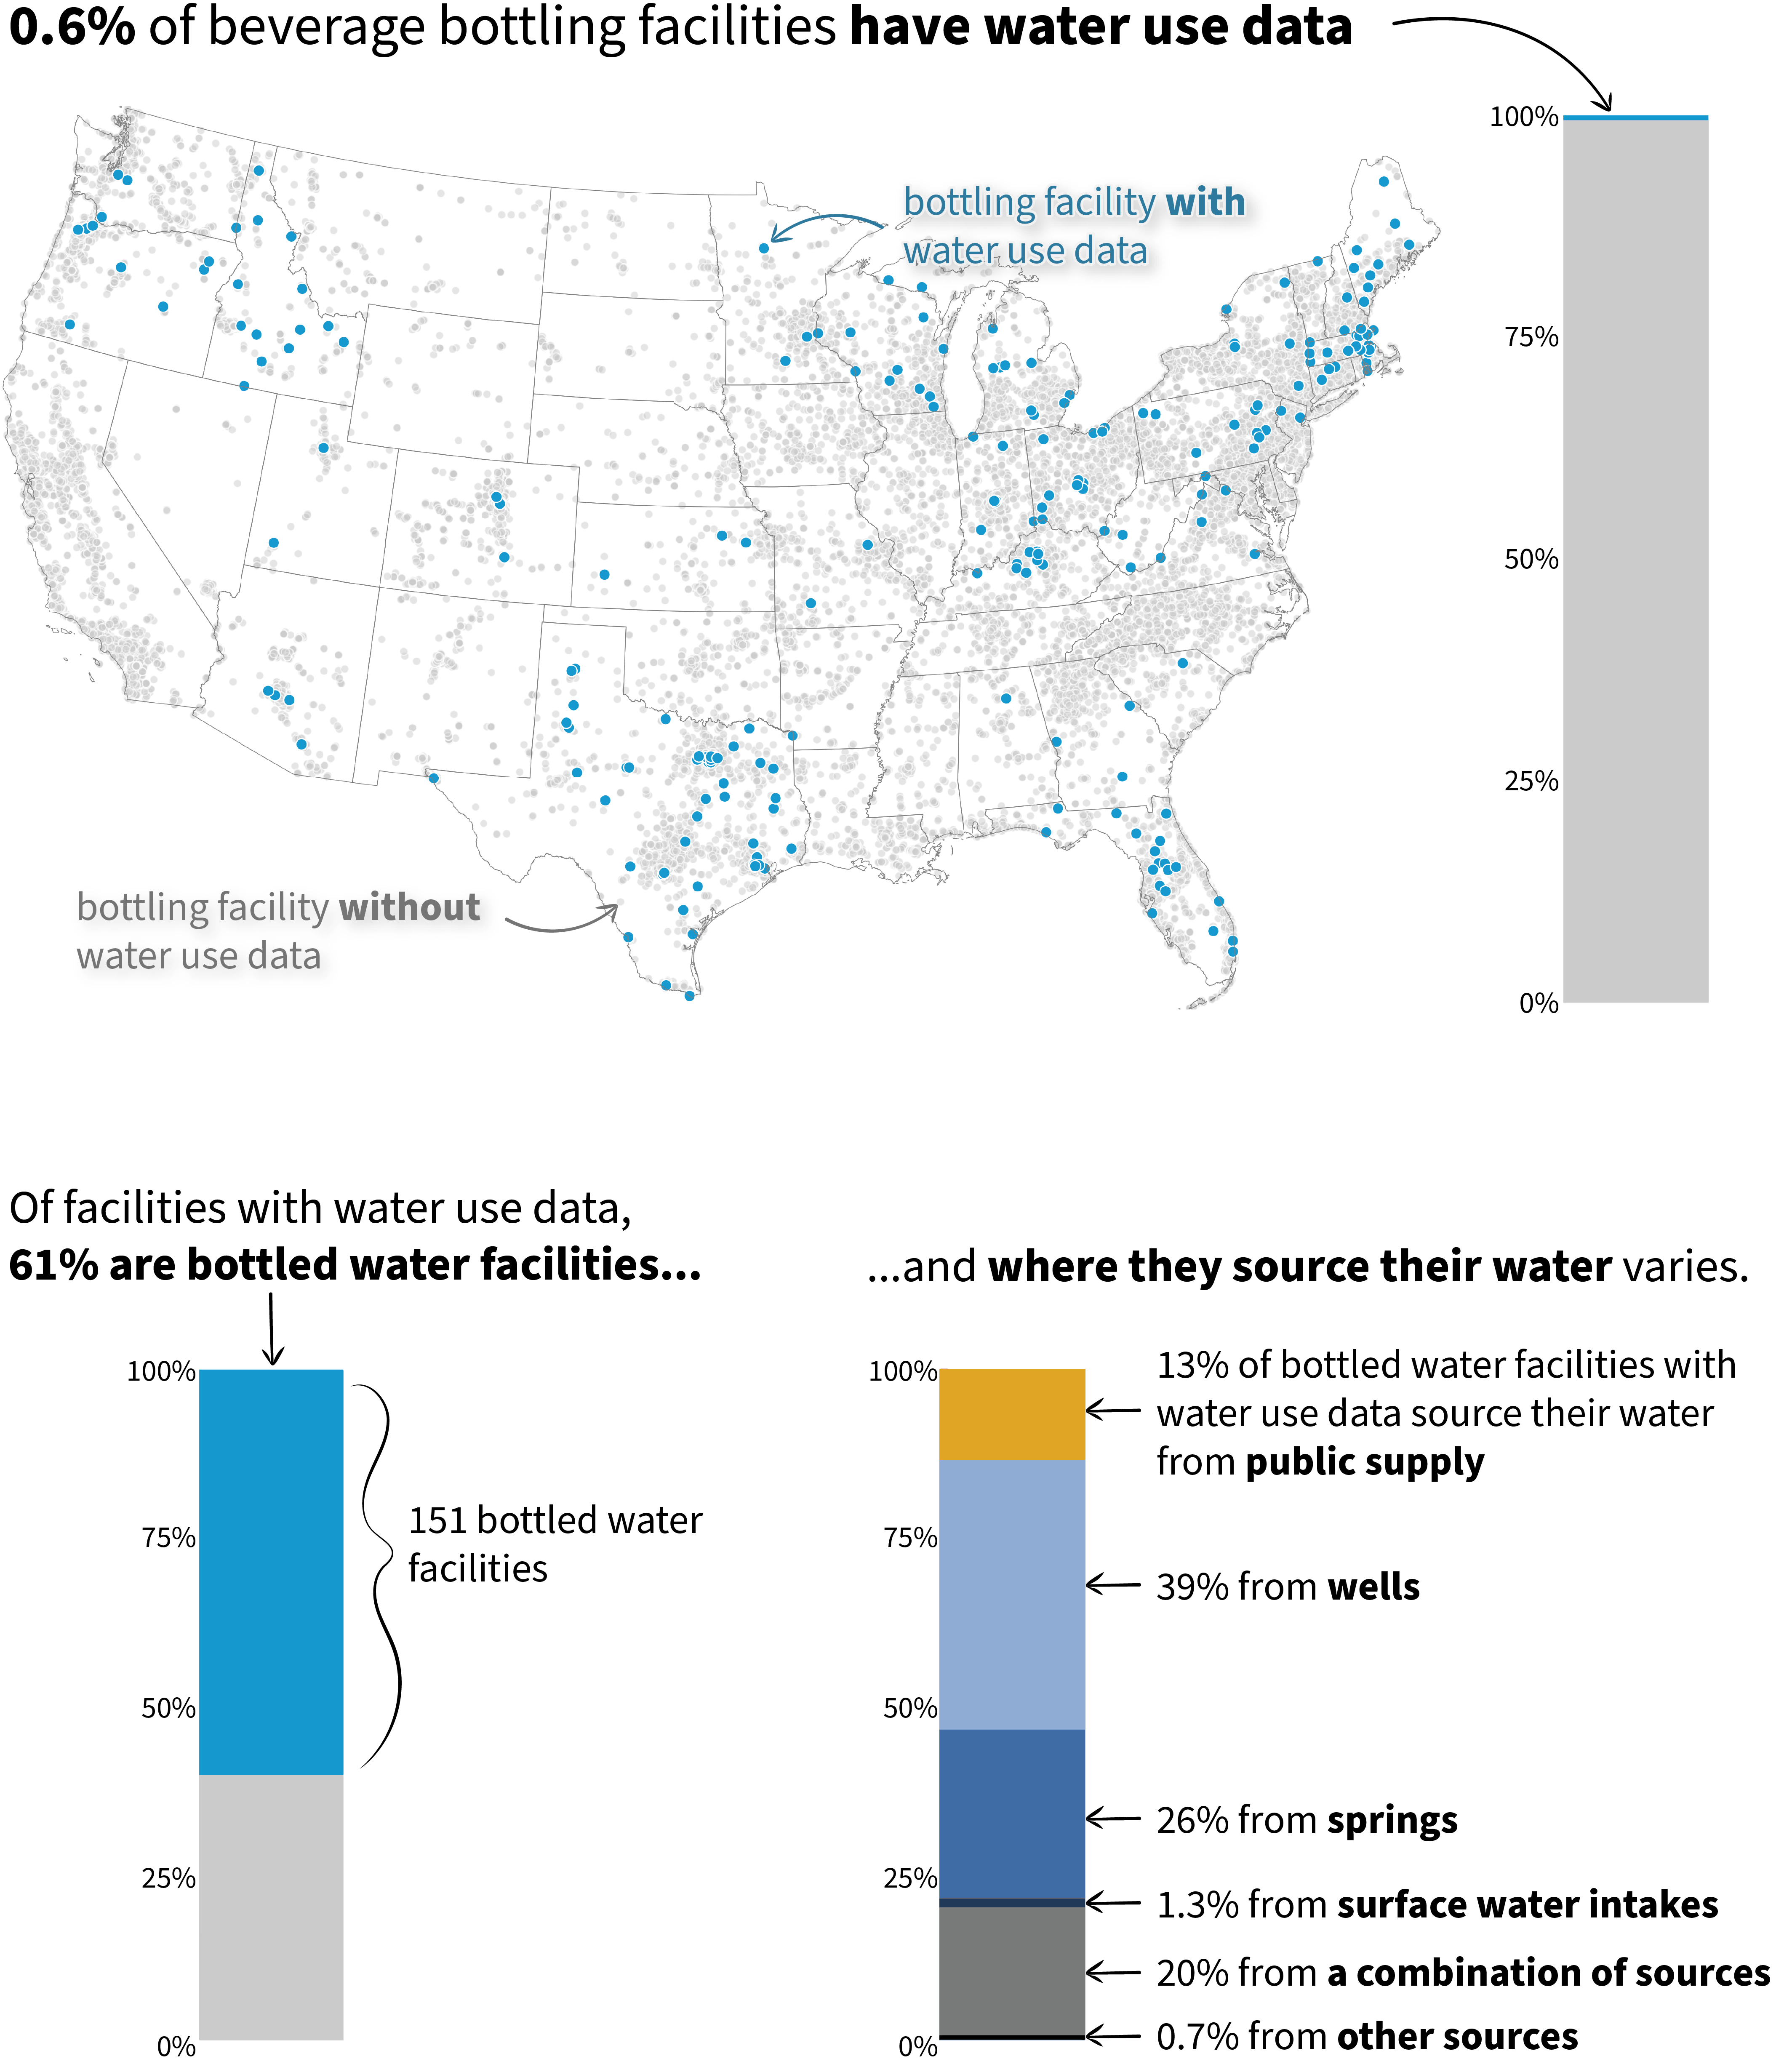 0.6% of beverage bottling facilities have water use data
bottling facility with
water use data
100%
75%
50%
25%
0%
bottling facility without
water use data
Of facilities with water use data,
61% are bottled water facilities...
100%
75%
50%
25%
0%
151 bottled water
facilities
...and where they source their water varies.
100%
75%
50%
25%
0%
13% of bottled water facilities with
water use data source their water
from public supply
39% from wells
26% from springs
1.3% from surface water intakes
20% from a combination of sources
0.7% from other sources